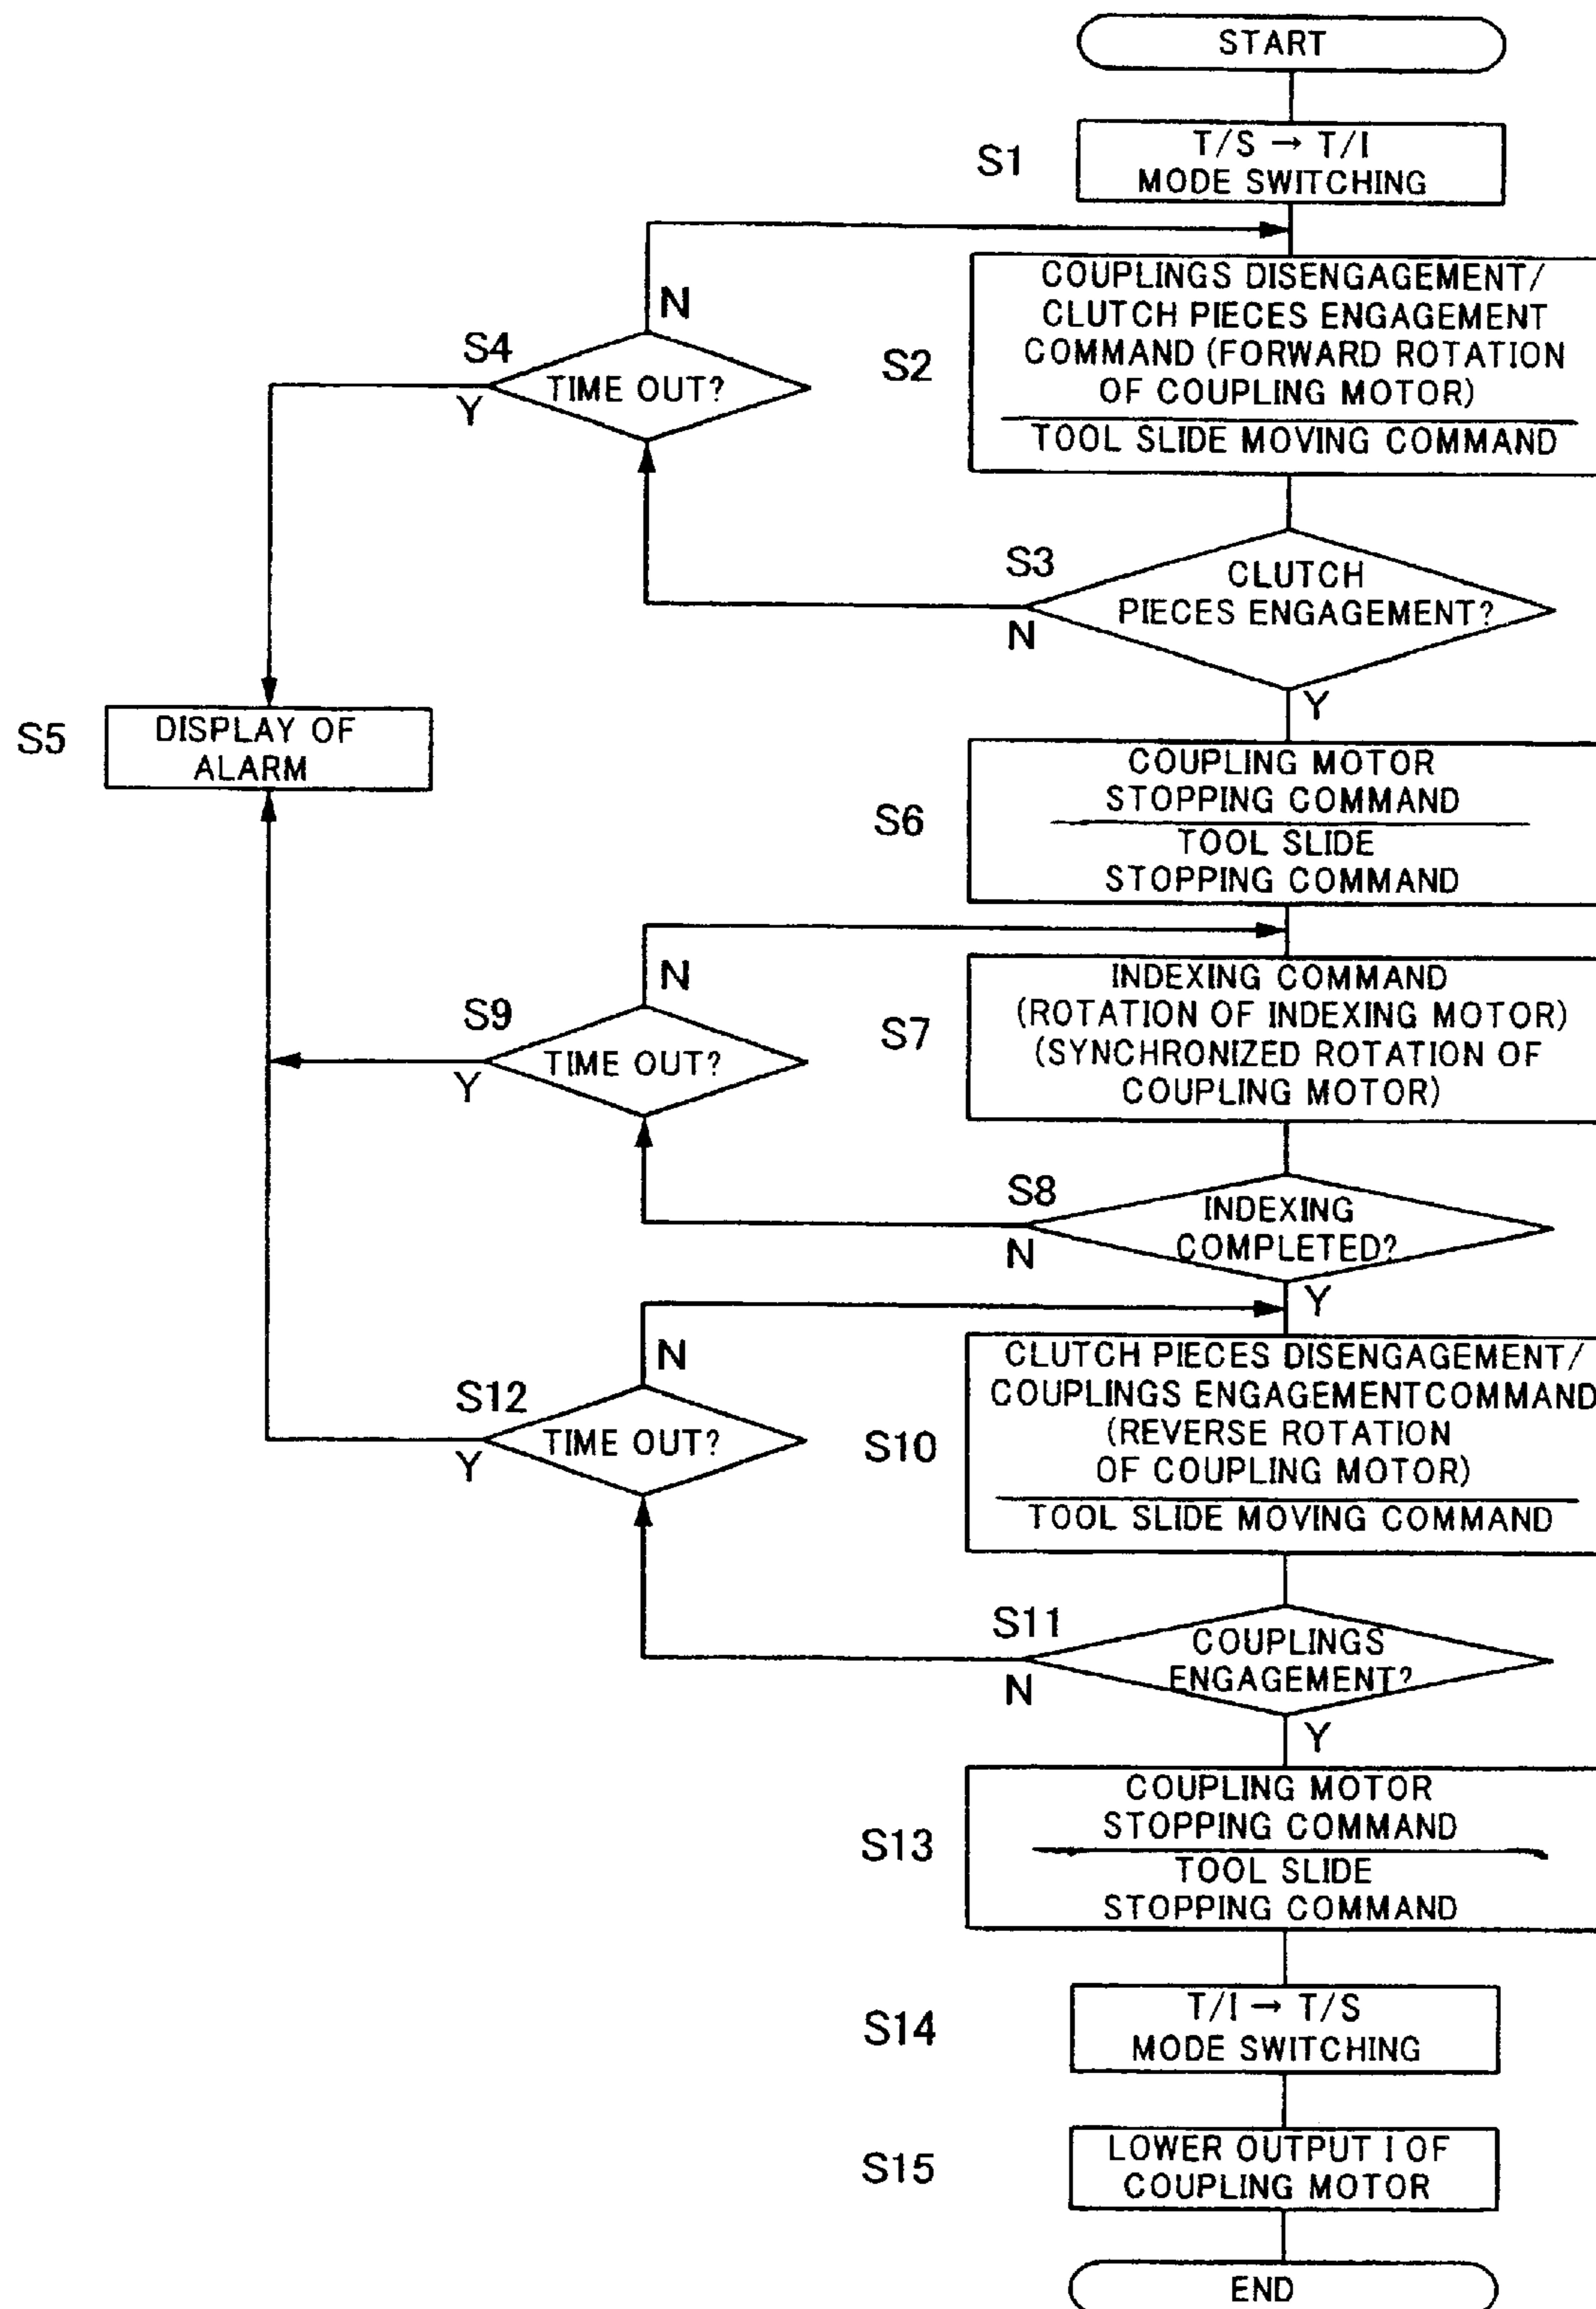 START
S1
T/S → T/I
MODE SWITCHING
N
S4
TIME OUT?
Y
S2
COUPLINGS DISENGAGEMENT/
CLUTCH PIECES ENGAGEMENT
COMMAND (FORWARD ROTATION
OF COUPLING MOTOR)
TOOL SLIDE MOVING COMMAND
S3
CLUTCH
PIECES ENGAGEMENT?
N
Y
S5
DISPLAY OF
ALARM
S6
COUPLING MOTOR
STOPPING COMMAND
TOOL SLIDE
STOPPING COMMAND
N
S9
TIME OUT?
Y
S7
INDEXING COMMAND
(ROTATION OF INDEXING MOTOR)
(SYNCHRONIZED ROTATION OF
COUPLING MOTOR)
S8
INDEXING
COMPLETED?
N
Y
N
S12
TIME OUT?
Y
S10
CLUTCH PIECES DISENGAGEMENT/
COUPLINGS ENGAGEMENTCOMMAND
(REVERSE ROTATION
OF COUPLING MOTOR)
TOOL SLIDE MOVING COMMAND
S11
COUPLINGS
ENGAGEMENT?
N
Y
S13
COUPLING MOTOR
STOPPING COMMAND
TOOL SLIDE
STOPPING COMMAND
S14
T/I → T/S
MODE SWITCHING
S15
LOWER OUTPUT I OF
COUPLING MOTOR
END